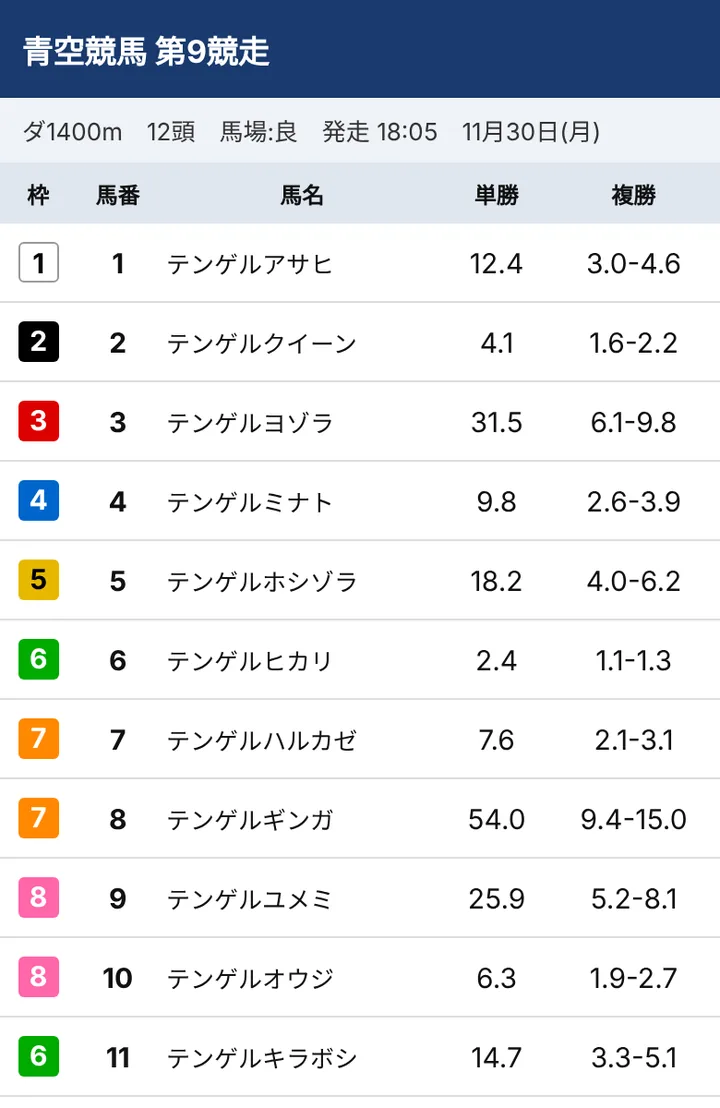 青空競馬 第9競走
ダ1400m 12頭 馬場:良 発走 18:05 11月30日(月)
枠 馬番 馬名 単勝 複勝
1 1 テンゲルアサヒ 12.4 3.0-4.6
2 2 テンゲルクイーン 4.1 1.6-2.2
3 3 テンゲルヨゾラ 31.5 6.1-9.8
4 4 テンゲルミナト 9.8 2.6-3.9
5 5 テンゲルホシゾラ 18.2 4.0-6.2
6 6 テンゲルヒカリ 2.4 1.1-1.3
7 7 テンゲルハルカゼ 7.6 2.1-3.1
7 8 テンゲルギンガ 54.0 9.4-15.0
8 9 テンゲルユメミ 25.9 5.2-8.1
8 10 テンゲルオウジ 6.3 1.9-2.7
6 11 テンゲルキラボシ 14.7 3.3-5.1